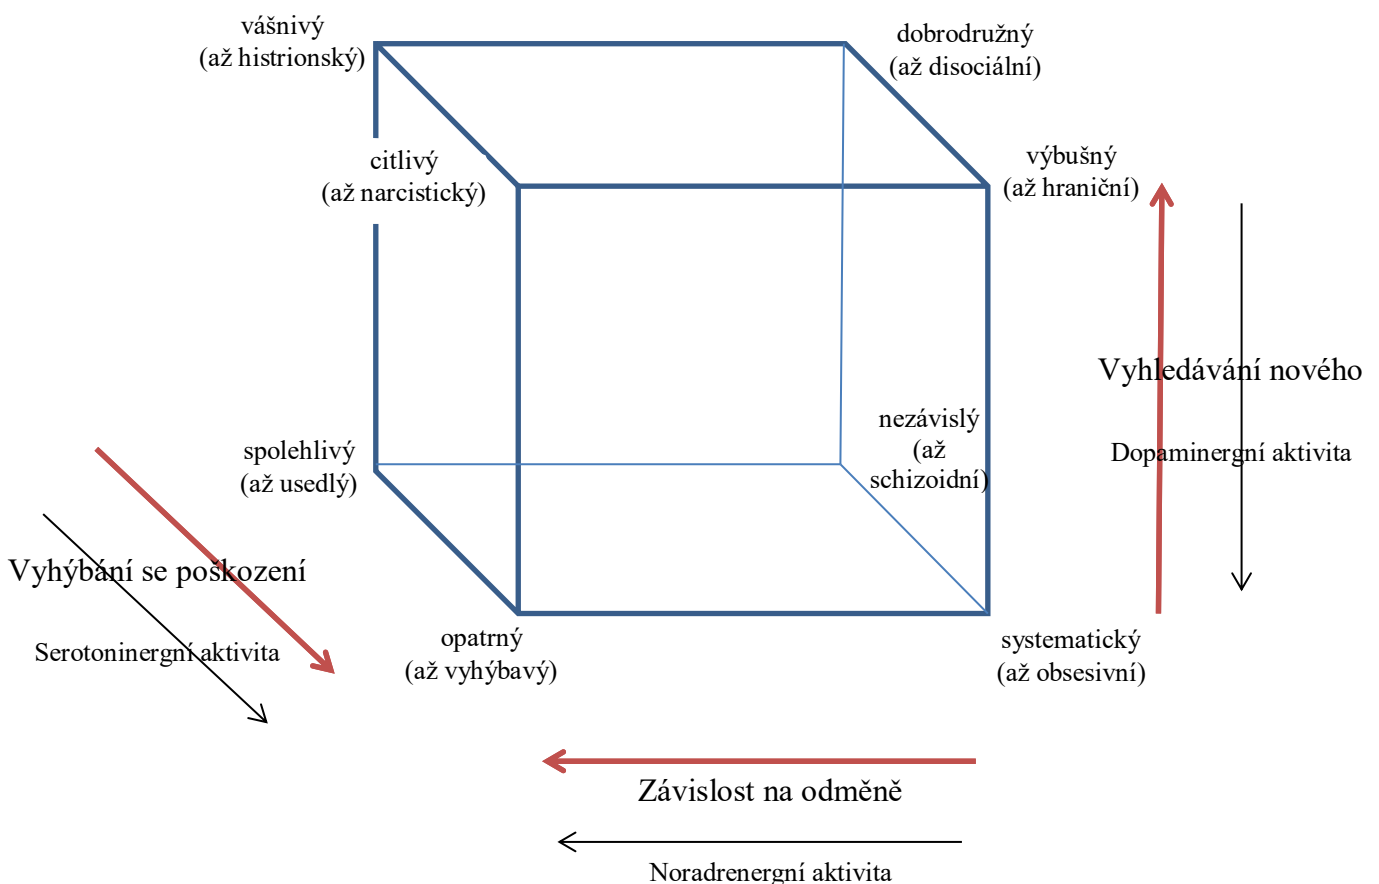 vášnivý
(až histrionský)
dobrodružný
(až disociální)
citlivý
(až narcistický)
výbušný
(až hraniční)
Vyhledávání nového
nezávislý
(až
schizoidní)
spolehlivý
(až usedlý)
Dopaminergní aktivita
Vyhýbání se poškození
Serotoninergní aktivita
opatrný
(až vyhýbavý)
systematický
(až obsesivní)
Závislost na odměně
Noradrenergní aktivita